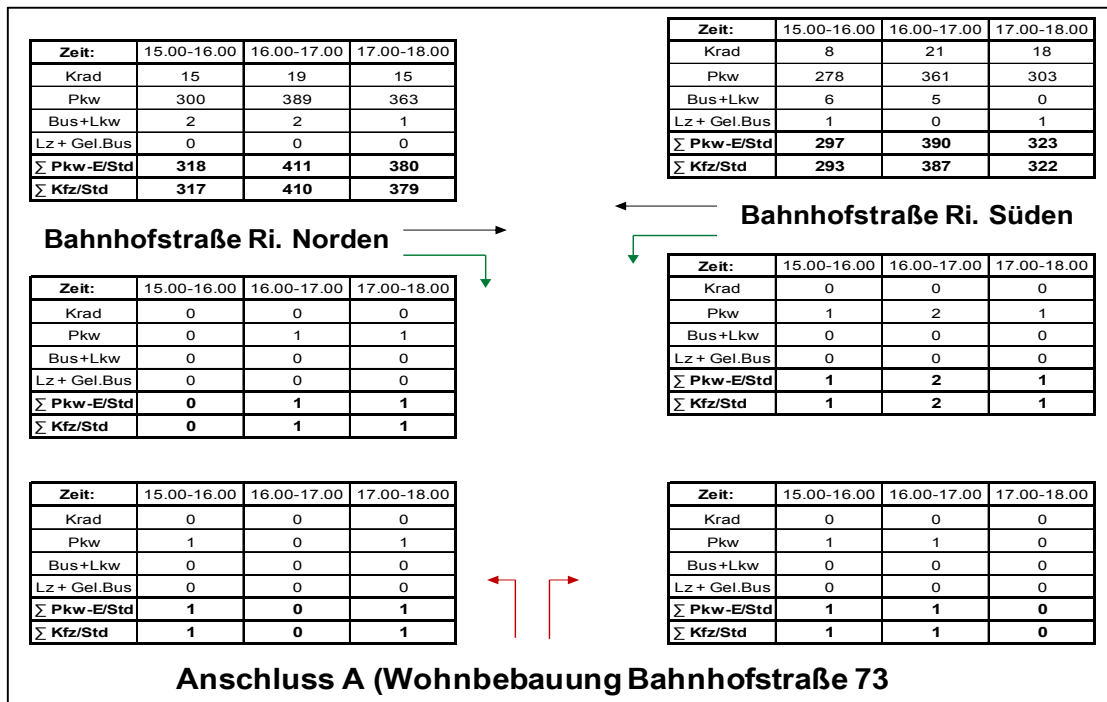 Zeit: 15.00-16.00 16.00-17.00 17.00-18.00
Krad 15 19 15
Pkw 300 389 363
Bus+Lkw 2 2 1
Lz + Gel.Bus 0 0 0
∑ Pkw-E/Std 318 411 380
∑ Kfz/Std 317 410 379
Zeit: 15.00-16.00 16.00-17.00 17.00-18.00
Krad 8 21 18
Pkw 278 361 303
Bus+Lkw 6 5 0
Lz + Gel.Bus 1 0 1
∑ Pkw-E/Std 297 390 323
∑ Kfz/Std 293 387 322
Bahnhofstraße Ri. Norden
Bahnhofstraße Ri. Süden
Zeit: 15.00-16.00 16.00-17.00 17.00-18.00
Krad 0 0 0
Pkw 0 1 1
Bus+Lkw 0 0 0
Lz + Gel.Bus 0 0 0
∑ Pkw-E/Std 0 1 1
∑ Kfz/Std 0 1 1
Zeit: 15.00-16.00 16.00-17.00 17.00-18.00
Krad 0 0 0
Pkw 1 2 1
Bus+Lkw 0 0 0
Lz + Gel.Bus 0 0 0
∑ Pkw-E/Std 1 2 1
∑ Kfz/Std 1 2 1
Zeit: 15.00-16.00 16.00-17.00 17.00-18.00
Krad 0 0 0
Pkw 1 0 1
Bus+Lkw 0 0 0
Lz + Gel.Bus 0 0 0
∑ Pkw-E/Std 1 0 1
∑ Kfz/Std 1 0 1
Zeit: 15.00-16.00 16.00-17.00 17.00-18.00
Krad 0 0 0
Pkw 1 1 0
Bus+Lkw 0 0 0
Lz + Gel.Bus 0 0 0
∑ Pkw-E/Std 1 1 0
∑ Kfz/Std 1 1 0
Anschluss A (Wohnbebauung Bahnhofstraße 73